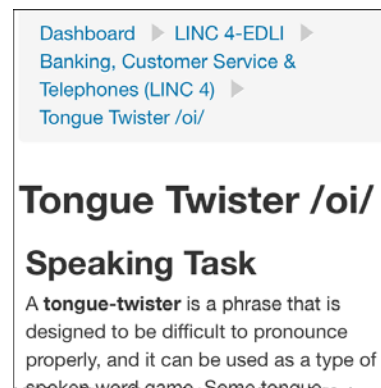 Dashboard ▶ LINC 4-EDLI ▶
Banking, Customer Service &
Telephones (LINC 4) ▶
Tongue Twister /oi/
Tongue Twister /oi/
Speaking Task
A tongue-twister is a phrase that is
designed to be difficult to pronounce
properly, and it can be used as a type of
spoken word game. Some tongue-